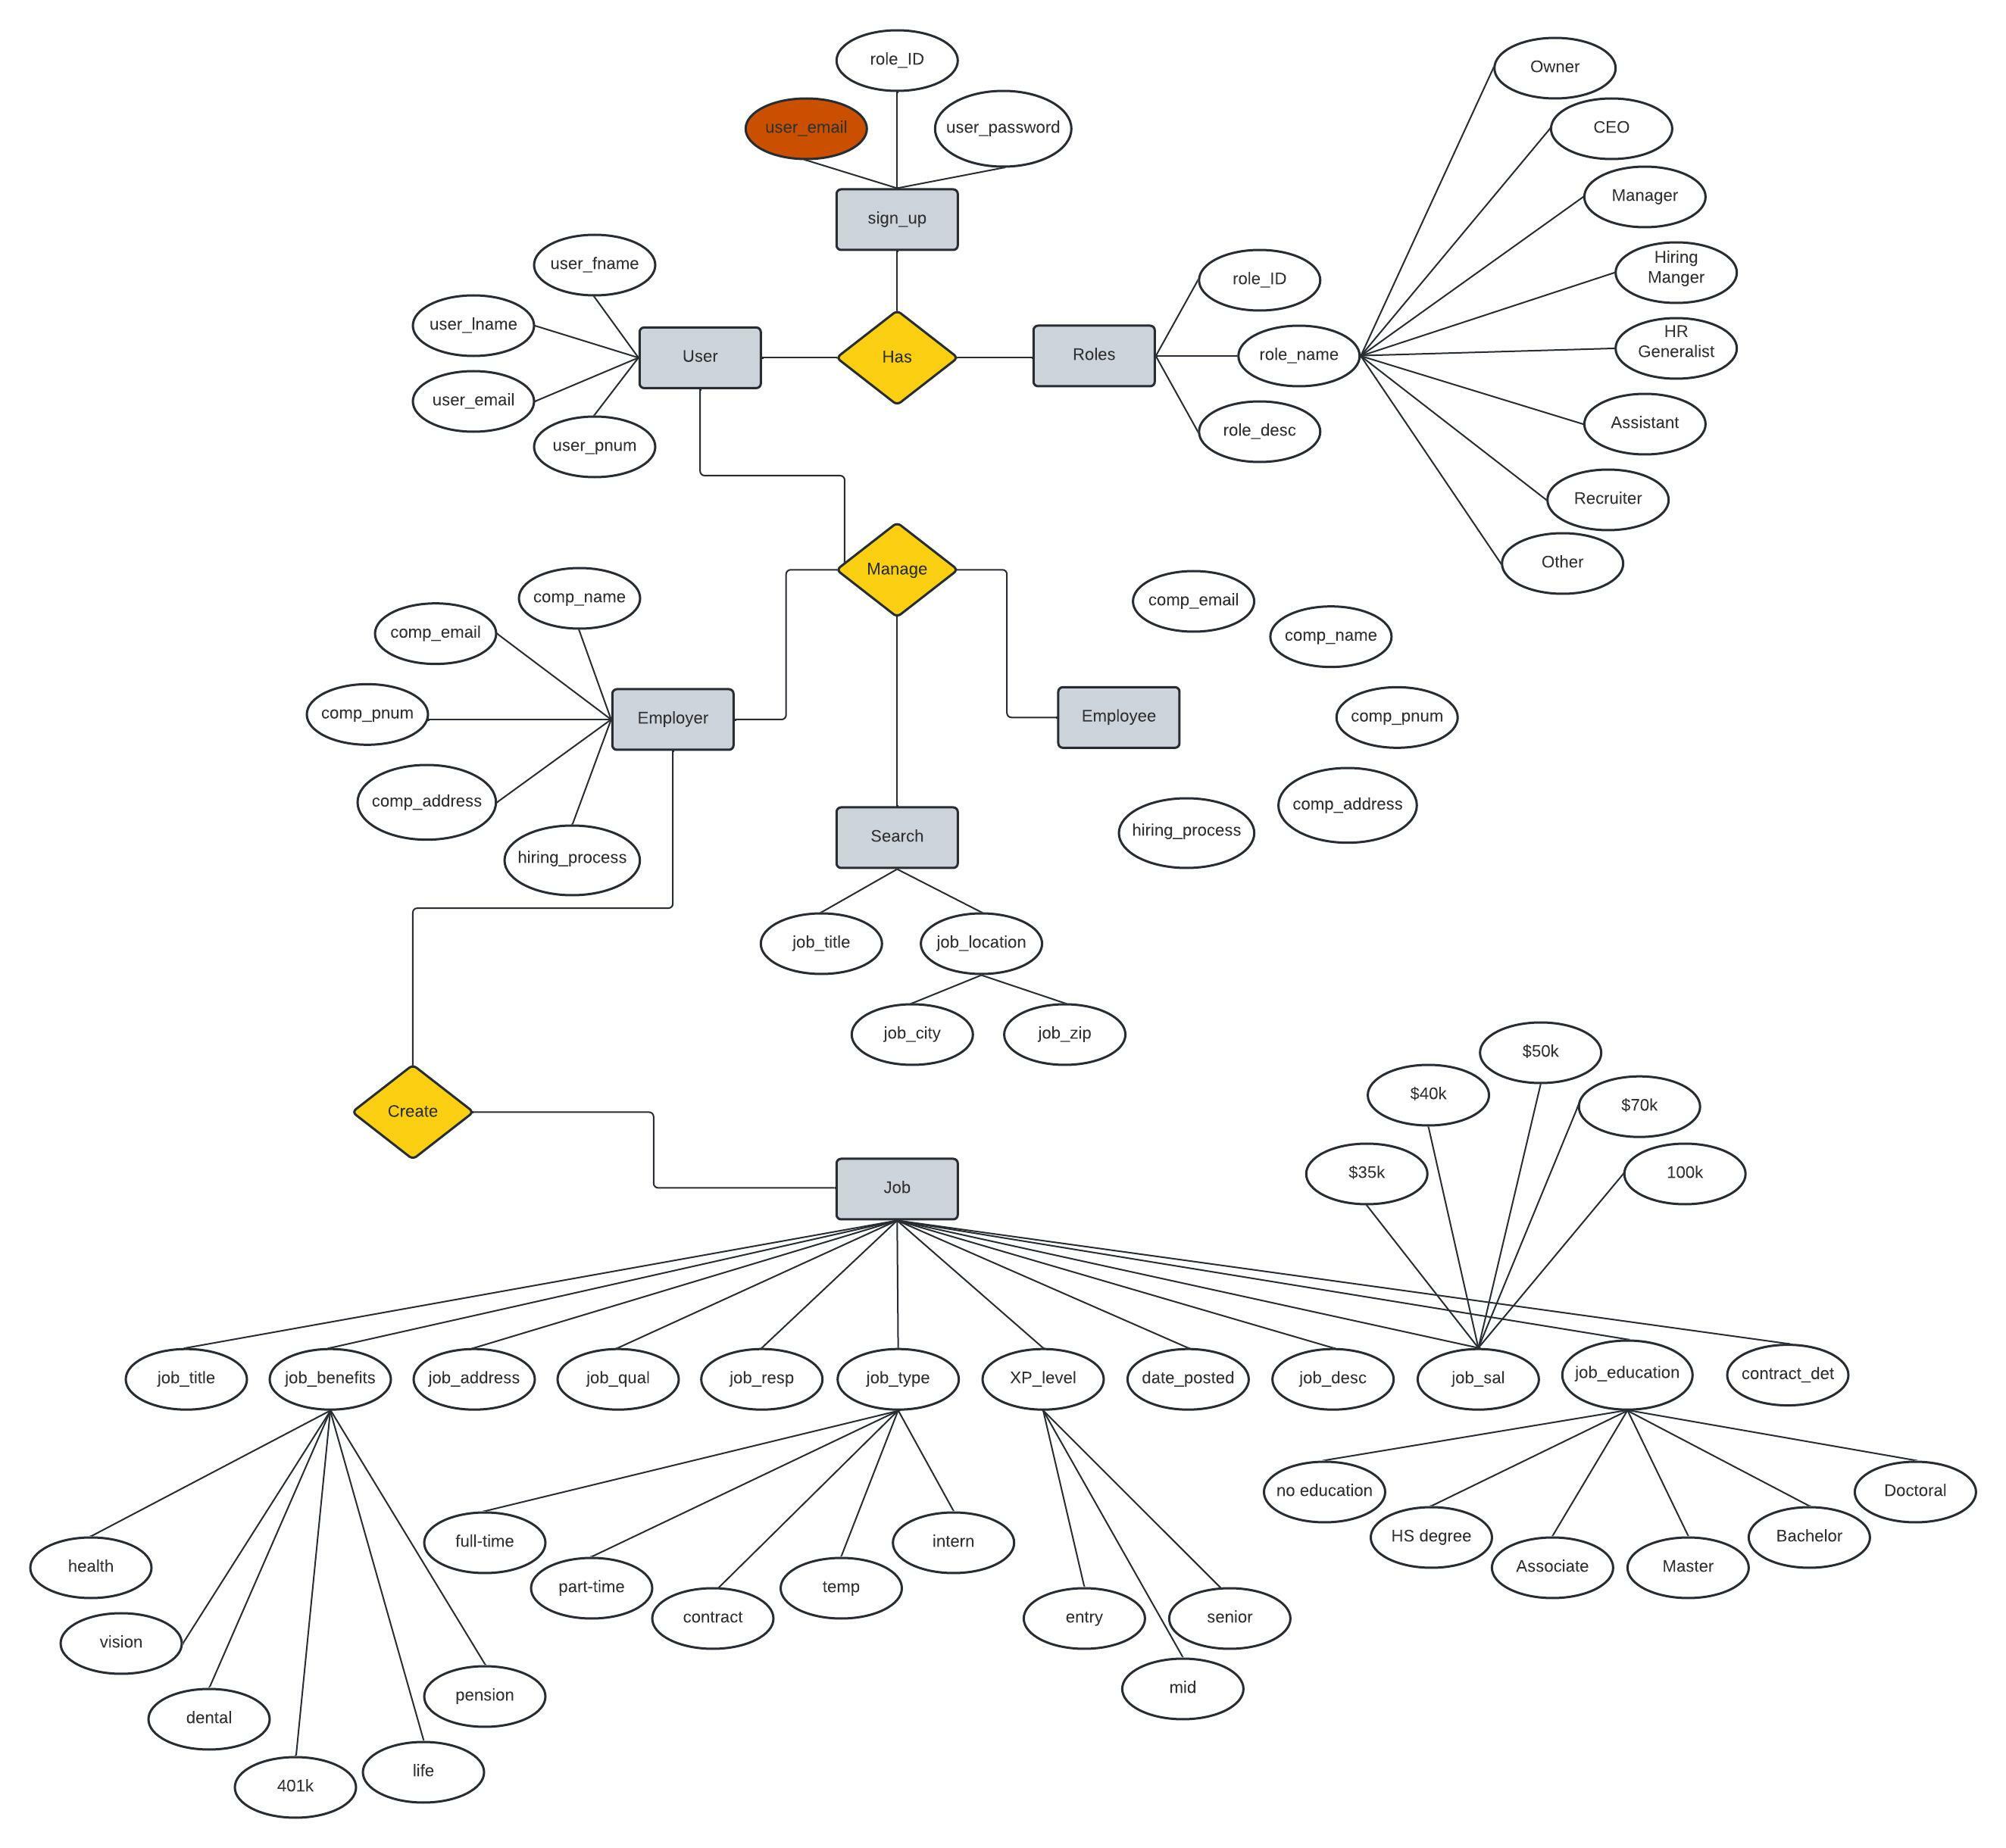 role_ID
user_email
user_password
sign_up
Owner
CEO
Manager
Hiring
Manger
HR
Generalist
Assistant
Recruiter
Other
user_fname
user_lname
user_email
user_pnum
User
Has
Roles
role_ID
role_name
role_desc
Manage
comp_name
comp_email
comp_pnum
comp_address
hiring_process
Employer
Employee
comp_email
comp_name
comp_pnum
comp_address
hiring_process
Search
job_title
job_location
job_city
job_zip
Create
Job
$50k
$40k
$70k
$35k
100k
job_title
job_benefits
job_address
job_qual
job_resp
job_type
XP_level
date_posted
job_desc
job_sal
job_education
contract_det
health
vision
dental
401k
life
pension
full-time
part-time
contract
temp
intern
entry
mid
senior
no education
HS degree
Associate
Master
Bachelor
Doctoral